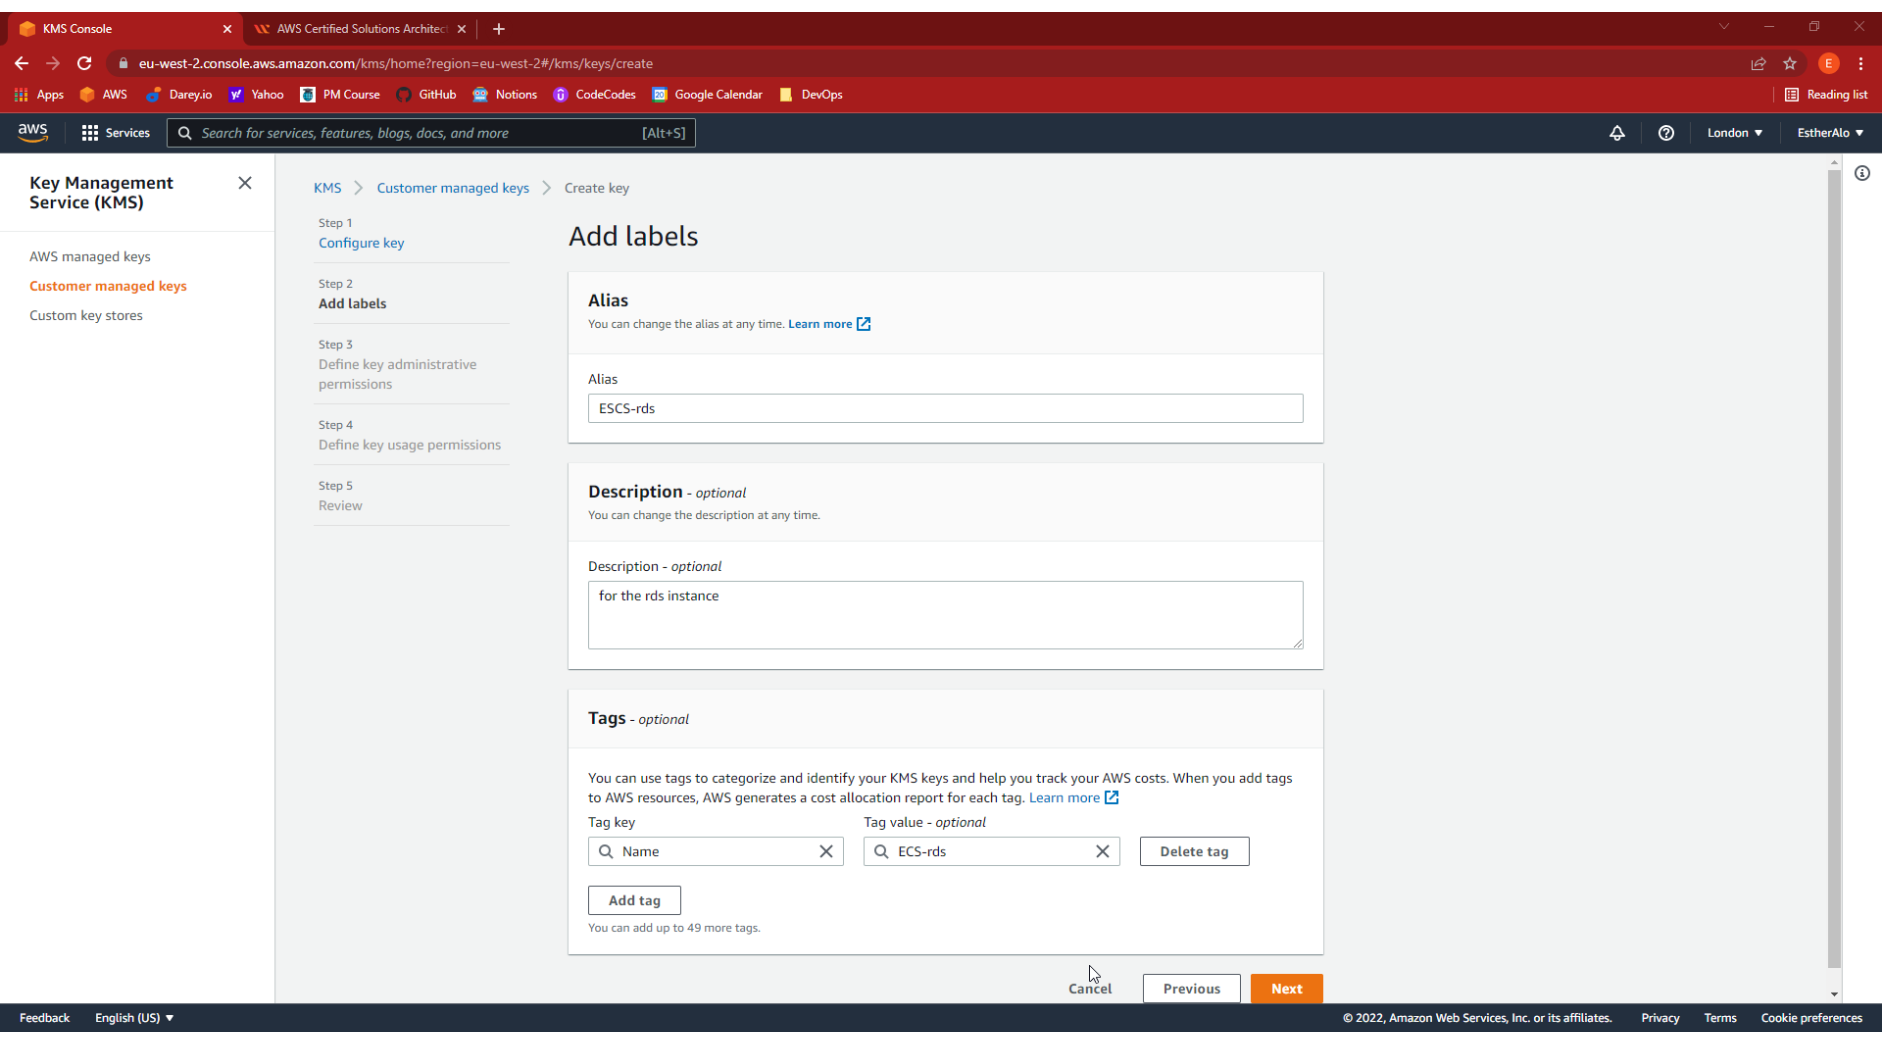 KMS Console
AWS Certified Solutions Architec
eu-west-2.console.aws.amazon.com/kms/home?region=eu-west-2#/kms/keys/create
E
Apps AWS Darey.io Yahoo PM Course GitHub Notions CodeCodes Google Calendar DevOps Reading list
aws Services Search for services, features, blogs, docs, and more [Alt+S] London EstherAlo
Key Management
Service (KMS)
AWS managed keys
Customer managed keys
Custom key stores
KMS > Customer managed keys > Create key
Step 1
Configure key
Step 2
Add labels
Step 3
Define key administrative
permissions
Step 4
Define key usage permissions
Step 5
Review
Add labels
Alias
You can change the alias at any time. Learn more
Alias
ESCS-rds
Description - optional
You can change the description at any time.
Description - optional
for the rds instance
Tags - optional
You can use tags to categorize and identify your KMS keys and help you track your AWS costs. When you add tags
to AWS resources, AWS generates a cost allocation report for each tag. Learn more
Tag key Tag value - optional
Name ECS-rds Delete tag
Add tag
You can add up to 49 more tags.
Cancel Previous Next
Feedback English (US) © 2022, Amazon Web Services, Inc. or its affiliates. Privacy Terms Cookie preferences